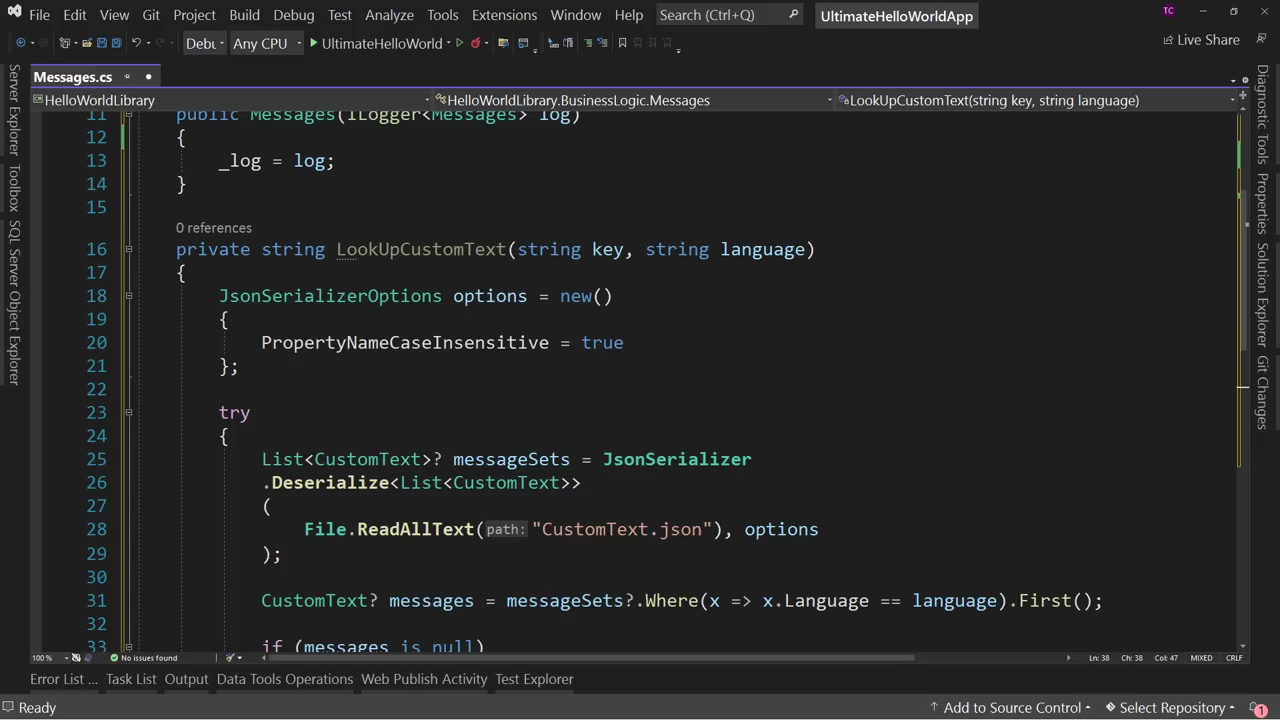 File Edit View Git Project Build Debug Test Analyze Tools Extensions Window Help Search (Ctrl+Q) UltimateHelloWorldApp TC
Debu Any CPU UltimateHelloWorld Live Share
Messages.cs
HelloWorldLibrary HelloWorldLibrary.BusinessLogic.Messages LookUpCustomText(string key, string language)
11 public Messages(ILogger<Messages> log)
12 {
13 _log = log;
14 }
15
0 references
16 private string LookUpCustomText(string key, string language)
17 {
18 JsonSerializerOptions options = new()
19 {
20 PropertyNameCaseInsensitive = true
21 };
22
23 try
24 {
25 List<CustomText>? messageSets = JsonSerializer
26 .Deserialize<List<CustomText>>
27 (
28 File.ReadAllText(path: "CustomText.json"), options
29 );
30
31 CustomText? messages = messageSets?.Where(x => x.Language == language).First();
32
33 if (messages is null)
100 % No issues found Ln: 38 Ch: 38 Col: 47 MIXED CRLF
Error List ... Task List Output Data Tools Operations Web Publish Activity Test Explorer
Ready Add to Source Control Select Repository 1
Server Explorer
Toolbox
SQL Server Object Explorer
Diagnostic Tools
Properties
Solution Explorer
Git Changes